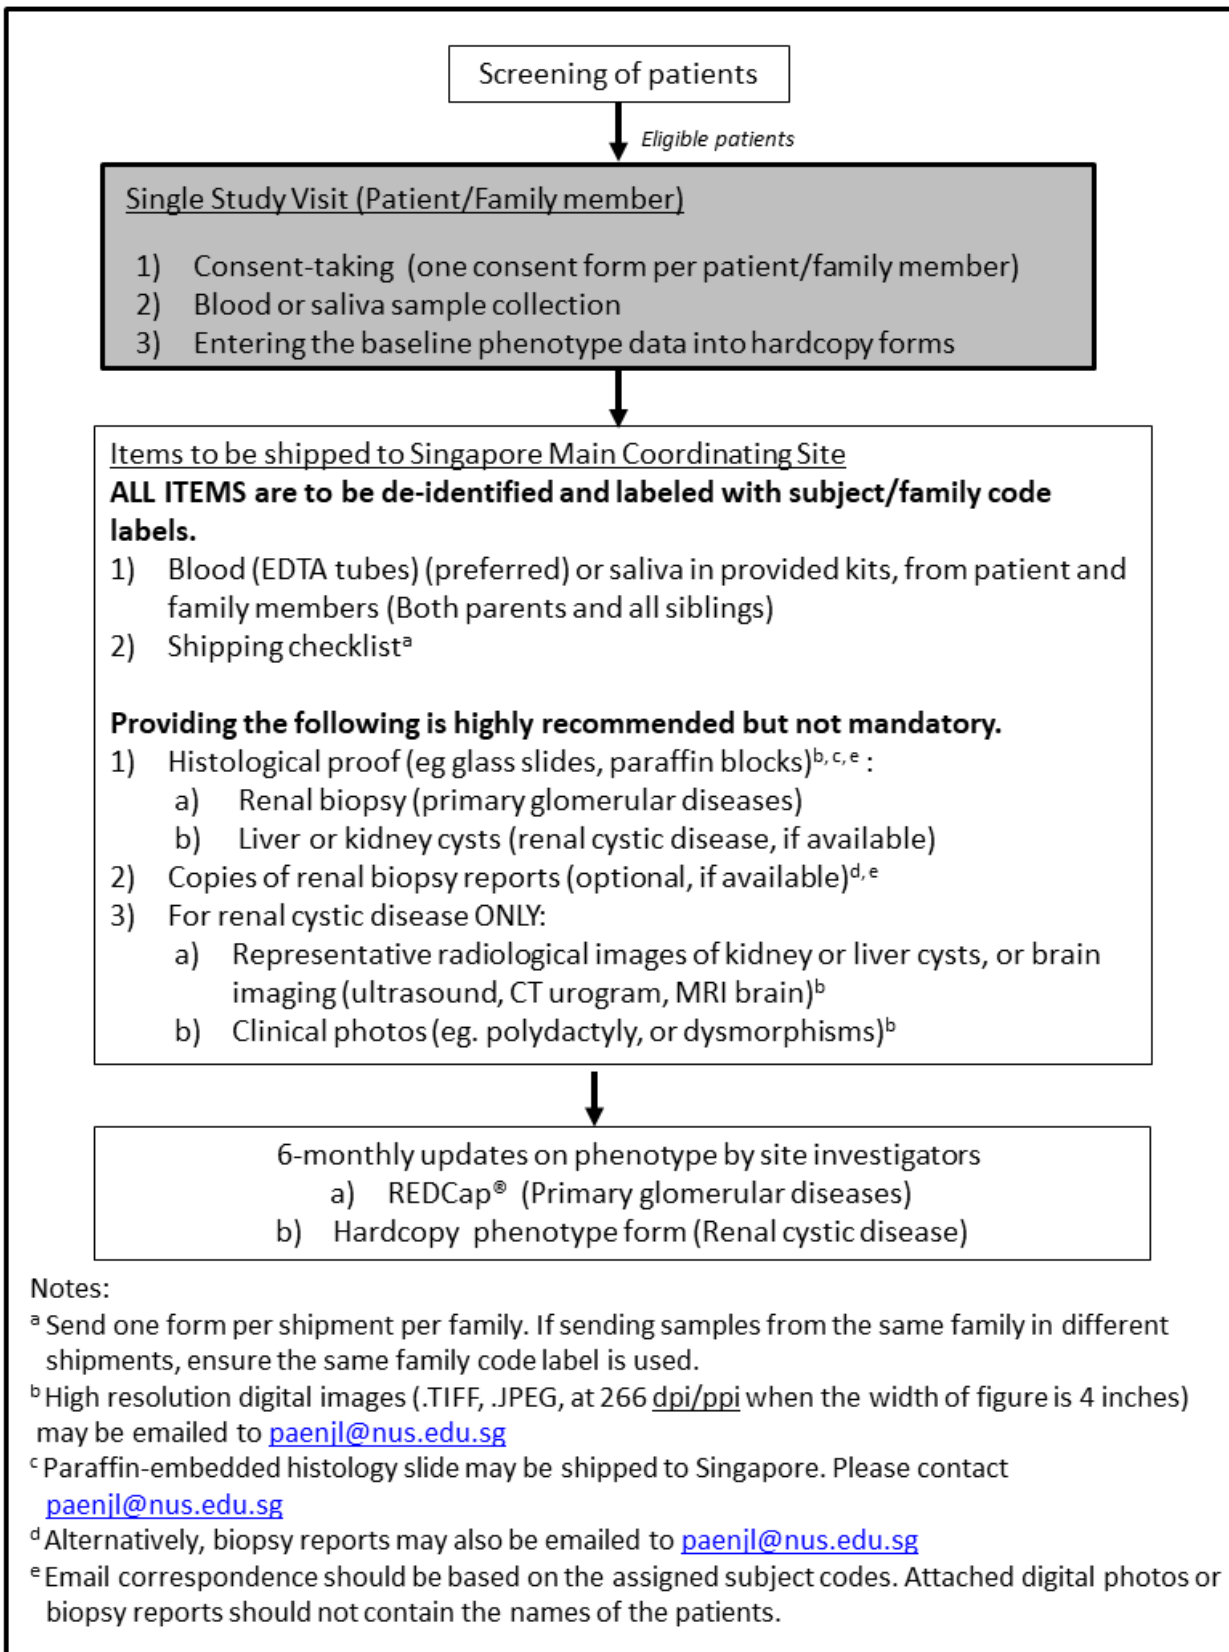 Screening of patients
Eligible patients
Single Study Visit (Patient/Family member)
1) Consent-taking (one consent form per patient/family member)
2) Blood or saliva sample collection
3) Entering the baseline phenotype data into hardcopy forms
Items to be shipped to Singapore Main Coordinating Site
ALL ITEMS are to be de-identified and labeled with subject/family code
labels.
1) Blood (EDTA tubes) (preferred) or saliva in provided kits, from patient and
family members (Both parents and all siblings)
2) Shipping checklistᵃ
Providing the following is highly recommended but not mandatory.
1) Histological proof (eg glass slides, paraffin blocks)ᵇ, ᶜ, ᵉ :
a) Renal biopsy (primary glomerular diseases)
b) Liver or kidney cysts (renal cystic disease, if available)
2) Copies of renal biopsy reports (optional, if available)ᵈ, ᵉ
3) For renal cystic disease ONLY:
a) Representative radiological images of kidney or liver cysts, or brain
imaging (ultrasound, CT urogram, MRI brain)ᵇ
b) Clinical photos (eg. polydactyly, or dysmorphisms)ᵇ
6-monthly updates on phenotype by site investigators
a) REDCap® (Primary glomerular diseases)
b) Hardcopy phenotype form (Renal cystic disease)
Notes:
ᵃ Send one form per shipment per family. If sending samples from the same family in different
shipments, ensure the same family code label is used.
ᵇ High resolution digital images (.TIFF, .JPEG, at 266 dpi/ppi when the width of figure is 4 inches)
may be emailed to paenjl@nus.edu.sg
ᶜ Paraffin-embedded histology slide may be shipped to Singapore. Please contact
paenjl@nus.edu.sg
ᵈ Alternatively, biopsy reports may also be emailed to paenjl@nus.edu.sg
ᵉ Email correspondence should be based on the assigned subject codes. Attached digital photos or
biopsy reports should not contain the names of the patients.